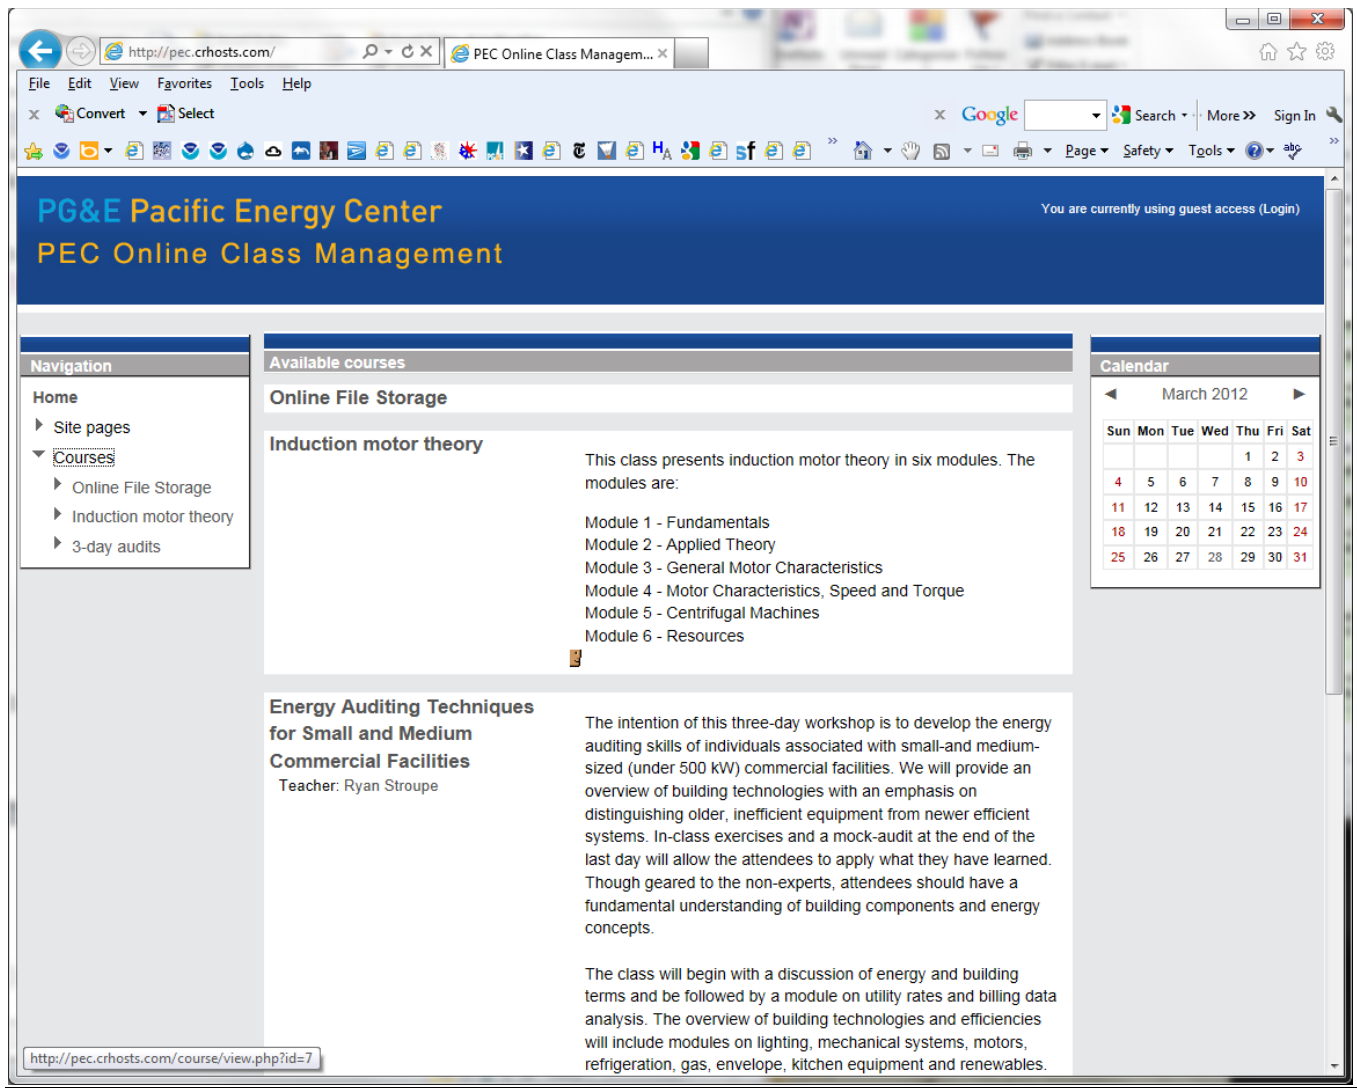 http://pec.crhosts.com/
PEC Online Class Managem...
File Edit View Favorites Tools Help
x Convert Select
x Google Search More >> Sign In
Page Safety Tools
PG&E Pacific Energy Center
You are currently using guest access (Login)
PEC Online Class Management
Navigation
Home
Site pages
Courses
Online File Storage
Induction motor theory
3-day audits
Available courses
Online File Storage
Induction motor theory
This class presents induction motor theory in six modules. The
modules are:
Module 1 - Fundamentals
Module 2 - Applied Theory
Module 3 - General Motor Characteristics
Module 4 - Motor Characteristics, Speed and Torque
Module 5 - Centrifugal Machines
Module 6 - Resources
Energy Auditing Techniques
for Small and Medium
Commercial Facilities
Teacher: Ryan Stroupe
The intention of this three-day workshop is to develop the energy
auditing skills of individuals associated with small-and medium-
sized (under 500 kW) commercial facilities. We will provide an
overview of building technologies with an emphasis on
distinguishing older, inefficient equipment from newer efficient
systems. In-class exercises and a mock-audit at the end of the
last day will allow the attendees to apply what they have learned.
Though geared to the non-experts, attendees should have a
fundamental understanding of building components and energy
concepts.
The class will begin with a discussion of energy and building
terms and be followed by a module on utility rates and billing data
analysis. The overview of building technologies and efficiencies
will include modules on lighting, mechanical systems, motors,
refrigeration, gas, envelope, kitchen equipment and renewables.
Calendar
March 2012
Sun Mon Tue Wed Thu Fri Sat
1 2 3
4 5 6 7 8 9 10
11 12 13 14 15 16 17
18 19 20 21 22 23 24
25 26 27 28 29 30 31
http://pec.crhosts.com/course/view.php?id=7